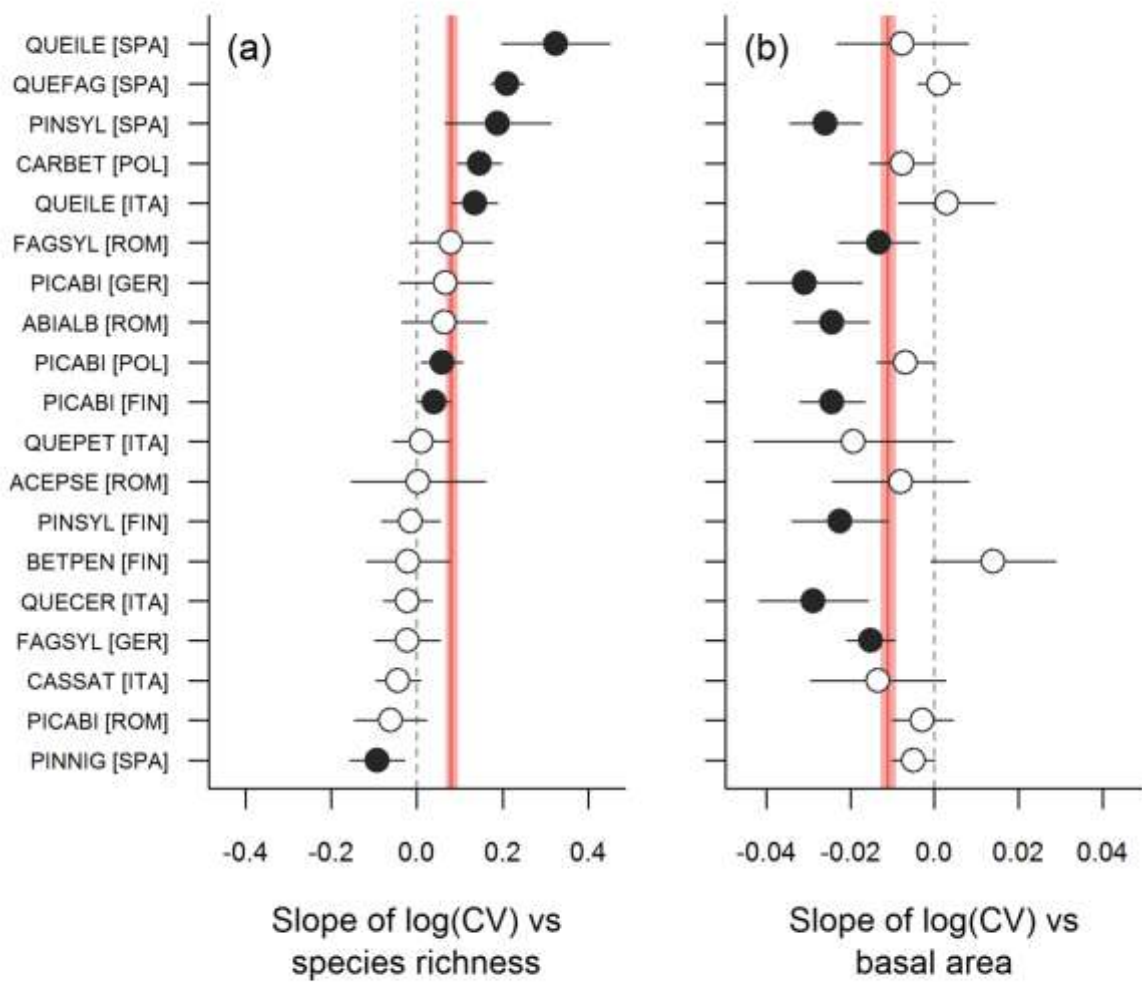 (a)
(b)
QUEILE [SPA]
QUEFAG [SPA]
PINSYL [SPA]
CARBET [POL]
QUEILE [ITA]
FAGSYL [ROM]
PICABI [GER]
ABIALB [ROM]
PICABI [POL]
PICABI [FIN]
QUEPET [ITA]
ACEPSE [ROM]
PINSYL [FIN]
BETPEN [FIN]
QUECER [ITA]
FAGSYL [GER]
CASSAT [ITA]
PICABI [ROM]
PINNIG [SPA]
-0.4 -0.2 0.0 0.2 0.4
Slope of log(CV) vs
species richness
-0.04 -0.02 0.0 0.02 0.04
Slope of log(CV) vs
basal area